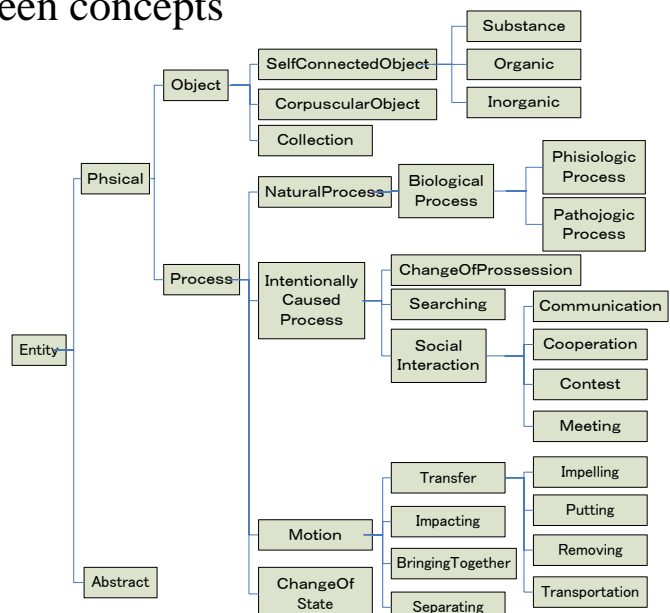 een concepts
Substance
SelfConnectedObject
Organic
Object
CorpuscularObject
Inorganic
Collection
Phsical
NaturalProcess
Biological
Process
Phisiologic
Process
Pathojogic
Process
Process
Intentionally
Caused
Process
ChangeOfProssession
Searching
Social
Interaction
Communication
Cooperation
Contest
Meeting
Entity
Motion
Transfer
Impacting
BringingTogether
Separating
Impelling
Putting
Removing
Transportation
Abstract
ChangeOf
State